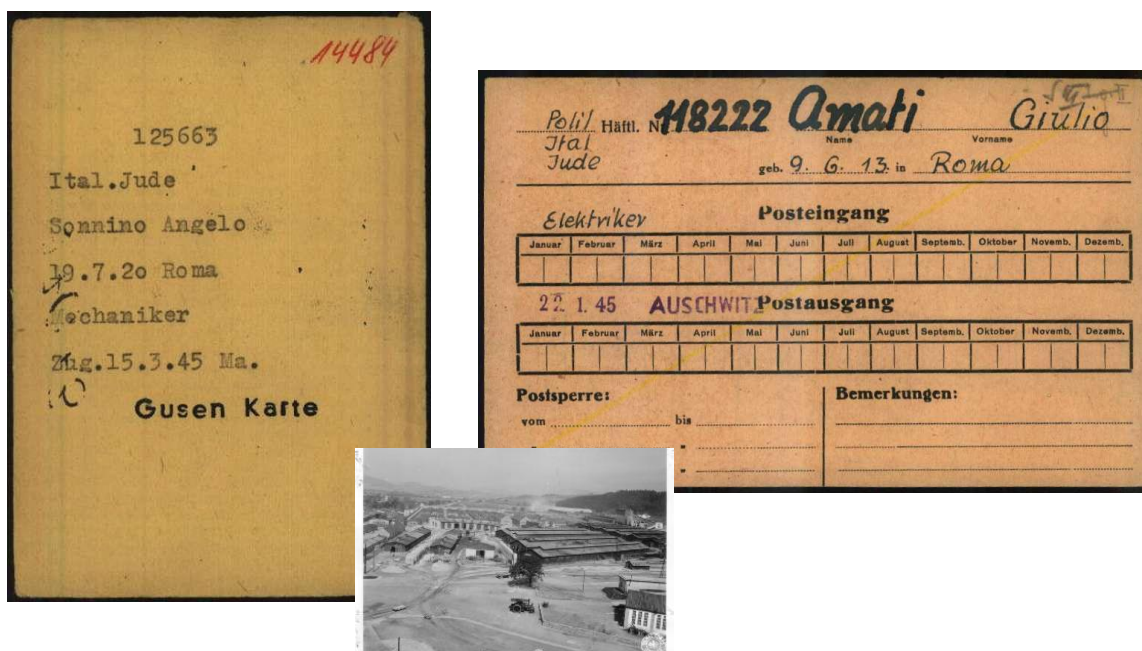 14484
125663
Ital.Jude
Sonnino Angelo
19.7.20 Roma
Mechaniker
Zug.15.3.45 Ma.
Gusen Karte
Polit Häftl. N 118222 Amati Giulio
Ital Name Vorname
Jude geb. 9. 6. 13. in Roma
Elektriker Posteingang
Januar Februar März April Mai Juni Juli August Septemb. Oktober Novemb. Dezemb.
22. 1. 45 AUSCHWITZ Postausgang
Januar Februar März April Mai Juni Juli August Septemb. Oktober Novemb. Dezemb.
Postsperre: Bemerkungen:
vom bis